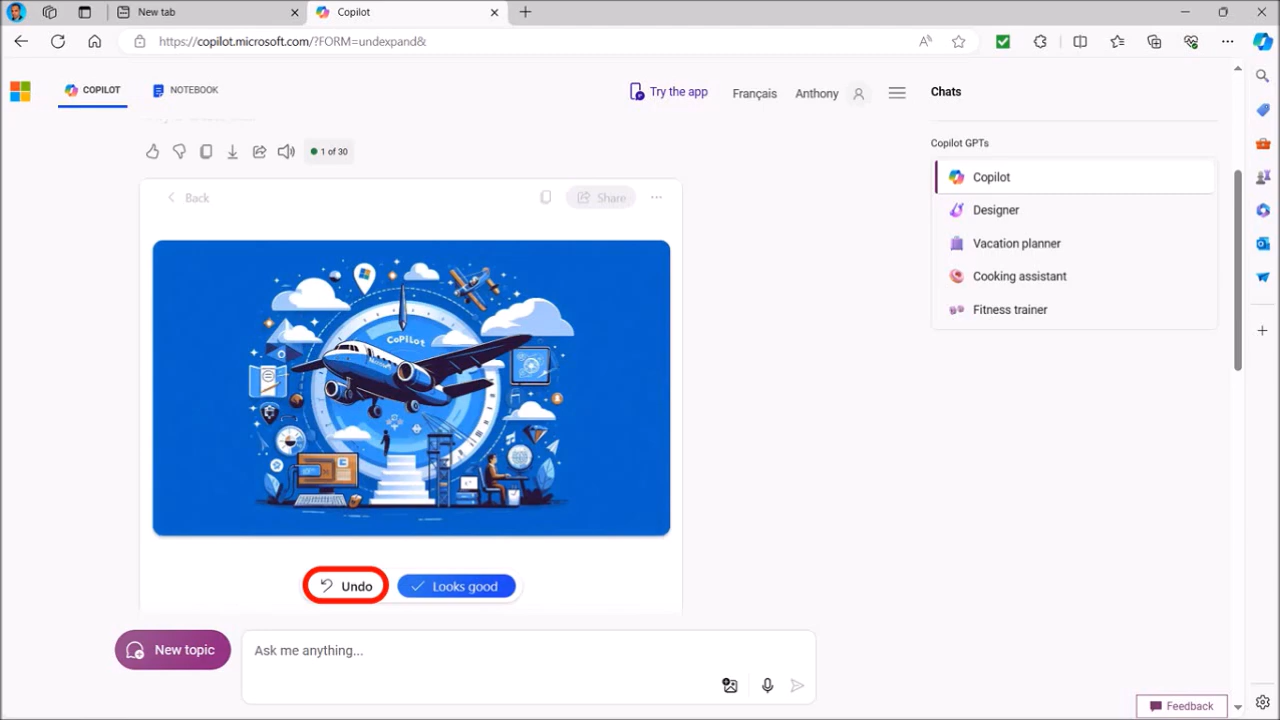 New tab
Copilot
https://copilot.microsoft.com/?FORM=undexpand&
COPILOT
NOTEBOOK
Try the app
Français
Anthony
Chats
1 of 30
Copilot GPTs
Copilot
Designer
Vacation planner
Cooking assistant
Fitness trainer
Back
Share
CoPilot
Undo
Looks good
New topic
Ask me anything...
Feedback